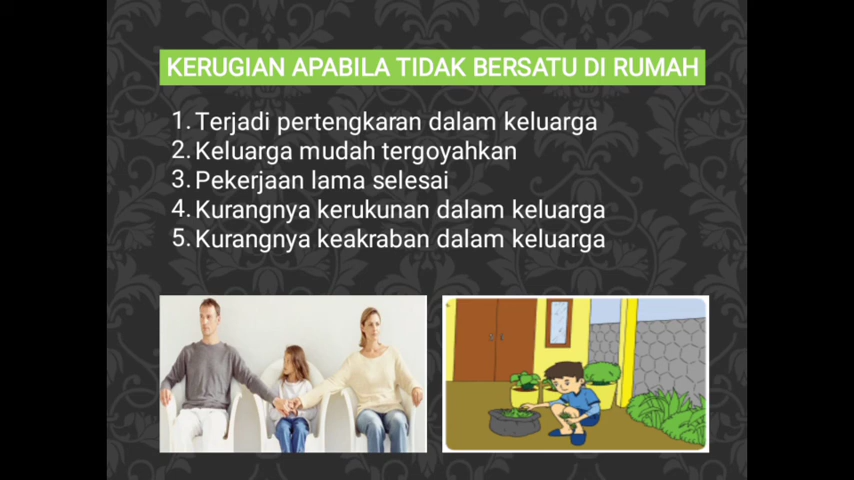 KERUGIAN APABILA TIDAK BERSATU DI RUMAH
1. Terjadi pertengkaran dalam keluarga
2. Keluarga mudah tergoyahkan
3. Pekerjaan lama selesai
4. Kurangnya kerukunan dalam keluarga
5. Kurangnya keakraban dalam keluarga